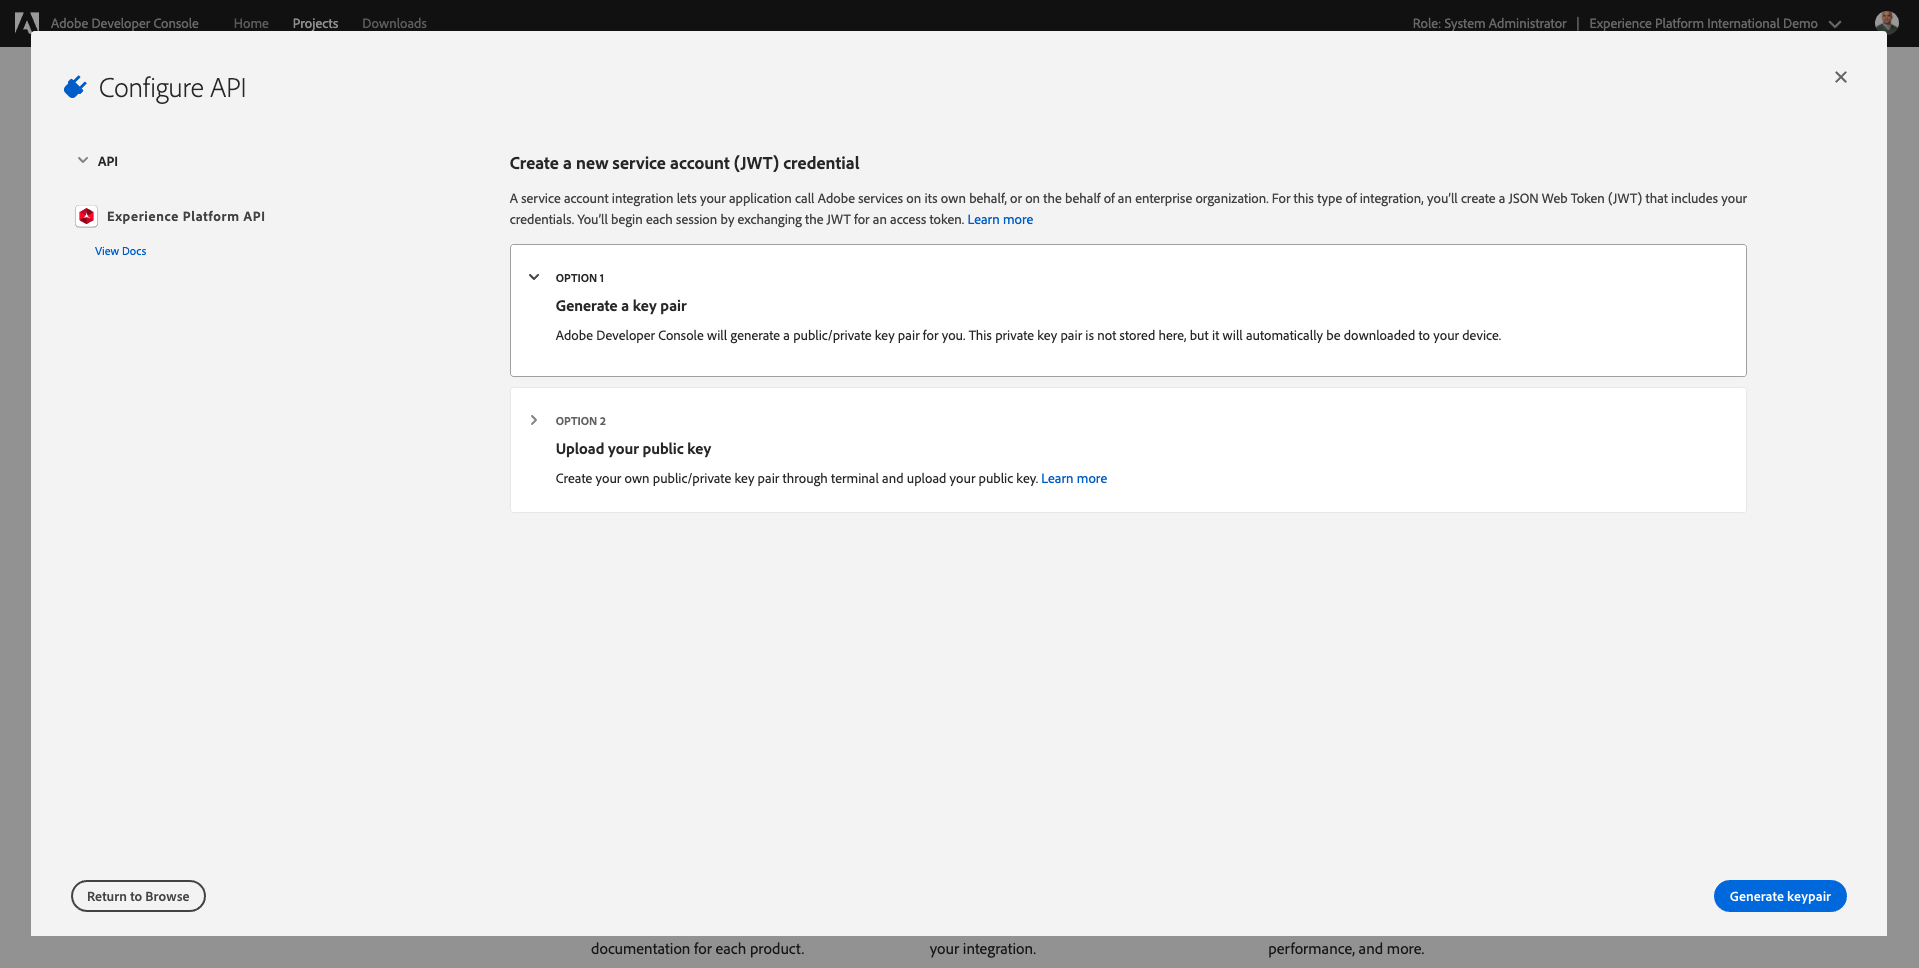 Adobe Developer Console
Home
Projects
Downloads
Role: System Administrator | Experience Platform International Demo
Configure API
API
Experience Platform API
View Docs
Create a new service account (JWT) credential
A service account integration lets your application call Adobe services on its own behalf, or on the behalf of an enterprise organization. For this type of integration, you'll create a JSON Web Token (JWT) that includes your
credentials. You'll begin each session by exchanging the JWT for an access token. Learn more
OPTION 1
Generate a key pair
Adobe Developer Console will generate a public/private key pair for you. This private key pair is not stored here, but it will automatically be downloaded to your device.
OPTION 2
Upload your public key
Create your own public/private key pair through terminal and upload your public key. Learn more
Return to Browse
Generate keypair
documentation for each product.
your integration.
performance, and more.